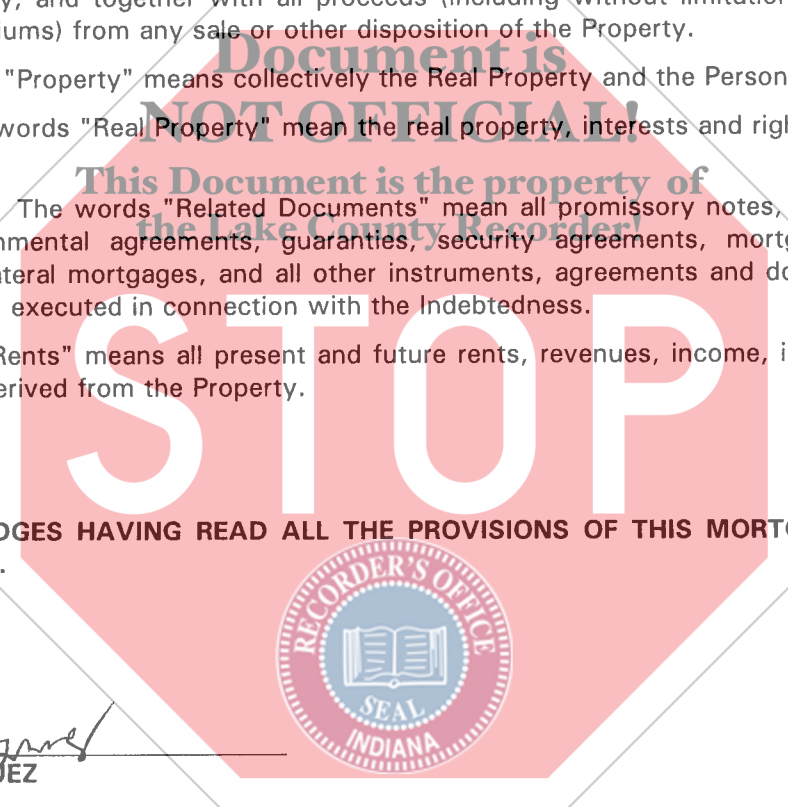 y, and together with all proceeds (including without limitation
iums) from any sale or other disposition of the Property.
Document is
"Property" means collectively the Real Property and the Person
NOT OFFICIAL!
words "Real Property" mean the real property, interests and righ
This Document is the property of
The words "Related Documents" mean all promissory notes,
the Lake County Recorder!
nmental agreements, guaranties, security agreements, mortg
ateral mortgages, and all other instruments, agreements and do
executed in connection with the Indebtedness.
Rents" means all present and future rents, revenues, income, i
erived from the Property.
STOP
DGES HAVING READ ALL THE PROVISIONS OF THIS MORTG
.
RECORDER'S OFFICE
SEAL
INDIANA
UEZ